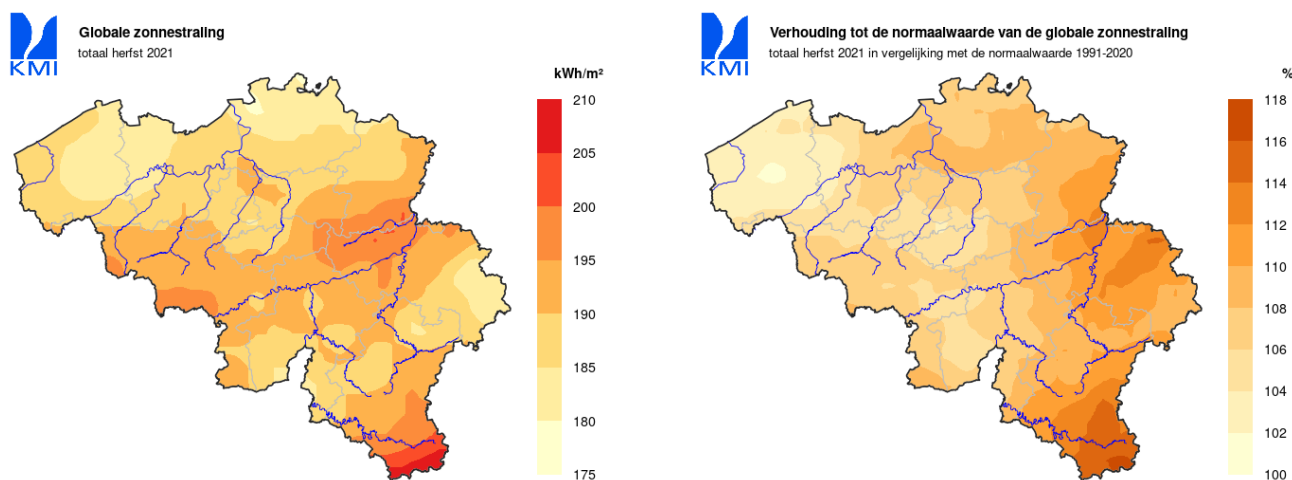 KMI
Globale zonnestraling
totaal herfst 2021
kWh/m²
210
205
200
195
190
185
180
175
KMI
Verhouding tot de normaalwaarde van de globale zonnestraling
totaal herfst 2021 in vergelijking met de normaalwaarde 1991-2020
%
118
116
114
112
110
108
106
104
102
100